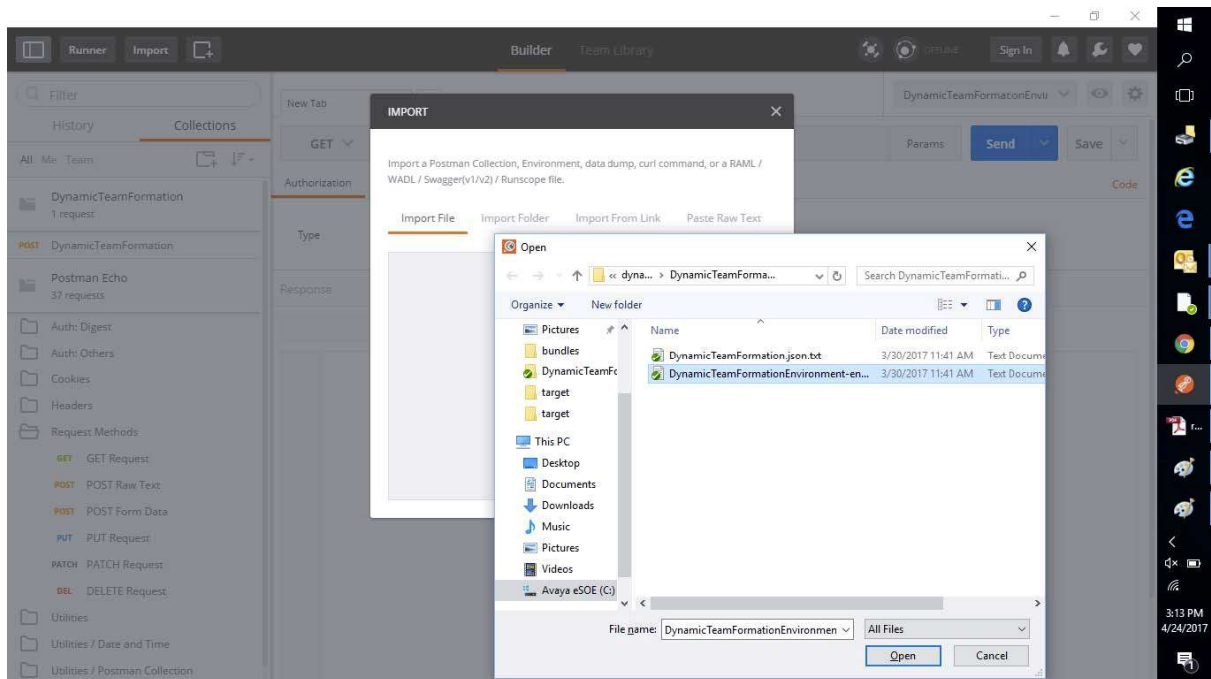 Runner Import Builder Team Library OFFLINE Sign In
Filter
History Collections
All Me Team
DynamicTeamFormation
1 request
POST DynamicTeamFormation
Postman Echo
37 requests
Auth: Digest
Auth: Others
Cookies
Headers
Request Methods
GET GET Request
POST POST Raw Text
POST POST Form Data
PUT PUT Request
PATCH PATCH Request
DEL DELETE Request
Utilities
Utilities / Date and Time
Utilities / Postman Collection
New Tab
DynamicTeamFormationEnvir
GET
Params Send Save
Authorization
Code
Type
Response
IMPORT
Import a Postman Collection, Environment, data dump, curl command, or a RAML /
WADL / Swagger(v1/v2) / Runscope file.
Import File Import Folder Import From Link Paste Raw Text
Open
« dyna... › DynamicTeamForma... Search DynamicTeamFormati...
Organize New folder
Pictures
bundles
DynamicTeamFo
target
target
This PC
Desktop
Documents
Downloads
Music
Pictures
Videos
Avaya eSOE (C:)
Name Date modified Type
DynamicTeamFormation.json.txt 3/30/2017 11:41 AM Text Docume
DynamicTeamFormationEnvironment-en... 3/30/2017 11:41 AM Text Docume
File name: DynamicTeamFormationEnvironmen All Files
Open Cancel
r...
3:13 PM
4/24/2017
1